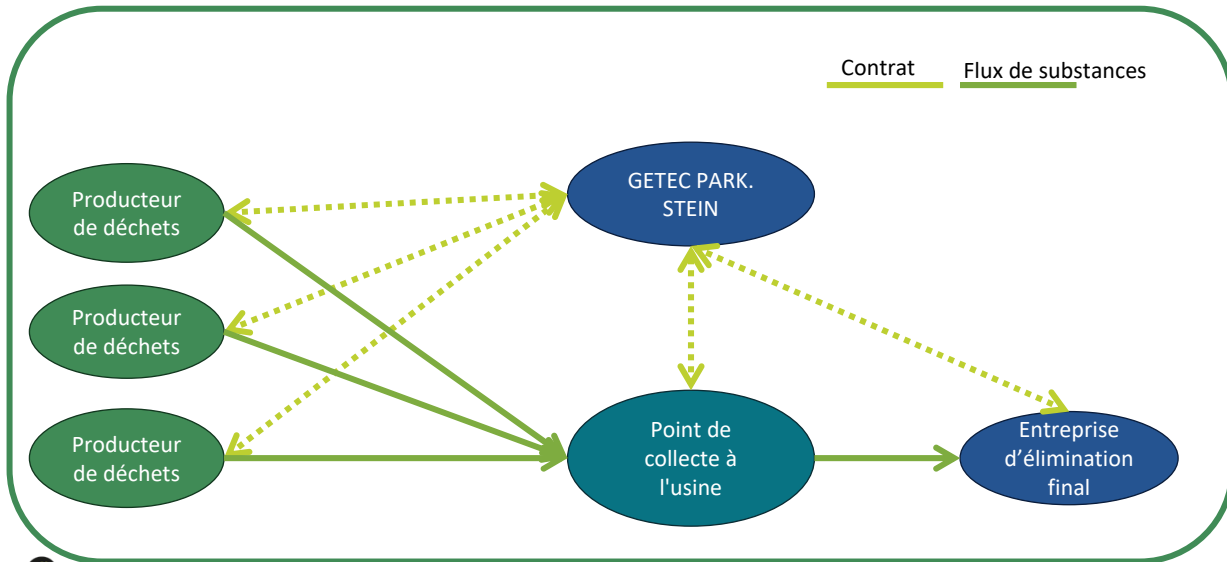 Contrat
Flux de substances
Producteur
de déchets
GETEC PARK.
STEIN
Producteur
de déchets
Producteur
de déchets
Point de
collecte à
l'usine
Entreprise
d’élimination
final